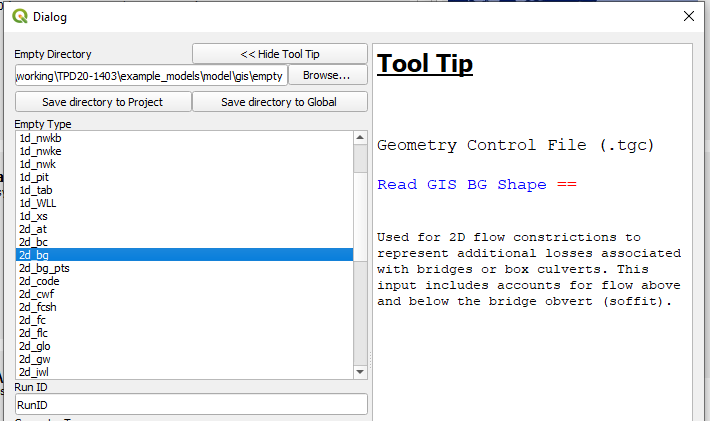 Dialog
Empty Directory
<< Hide Tool Tip
working\TPD20-1403\example_models\model\gis\empty
Browse...
Save directory to Project
Save directory to Global
Empty Type
1d_nwkb
1d_nwke
1d_nwk
1d_pit
1d_tab
1d_WLL
1d_xs
2d_at
2d_bc
2d_bg
2d_bg_pts
2d_code
2d_cwf
2d_fcsh
2d_fc
2d_flc
2d_glo
2d_gw
2d_iwl
Run ID
RunID
Tool Tip
Geometry Control File (.tgc)
Read GIS BG Shape ==
Used for 2D flow constrictions to
represent additional losses associated
with bridges or box culverts. This
input includes accounts for flow above
and below the bridge obvert (soffit).